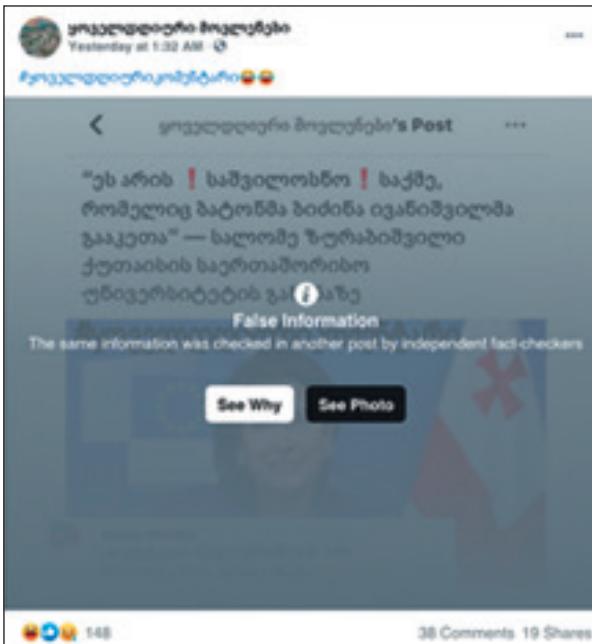 ყოველდღიური მოვლენები
Yesterday at 1:32 AM
#ყოველდღიურიკომენტარი
ყოველდღიური მოვლენები's Post
"ეს არის ❗ საშვილოსნო ❗ საქმე,
რომელიც ბატონმა ბიძინა ივანიშვილმა
გააკეთა" — სალომე ზურაბიშვილი
ქუთაისის საერთაშორისო
უნივერსიტეტის
False Information
The same information was checked in another post by independent fact-checkers
See Why
See Photo
148
38 Comments 19 Shares